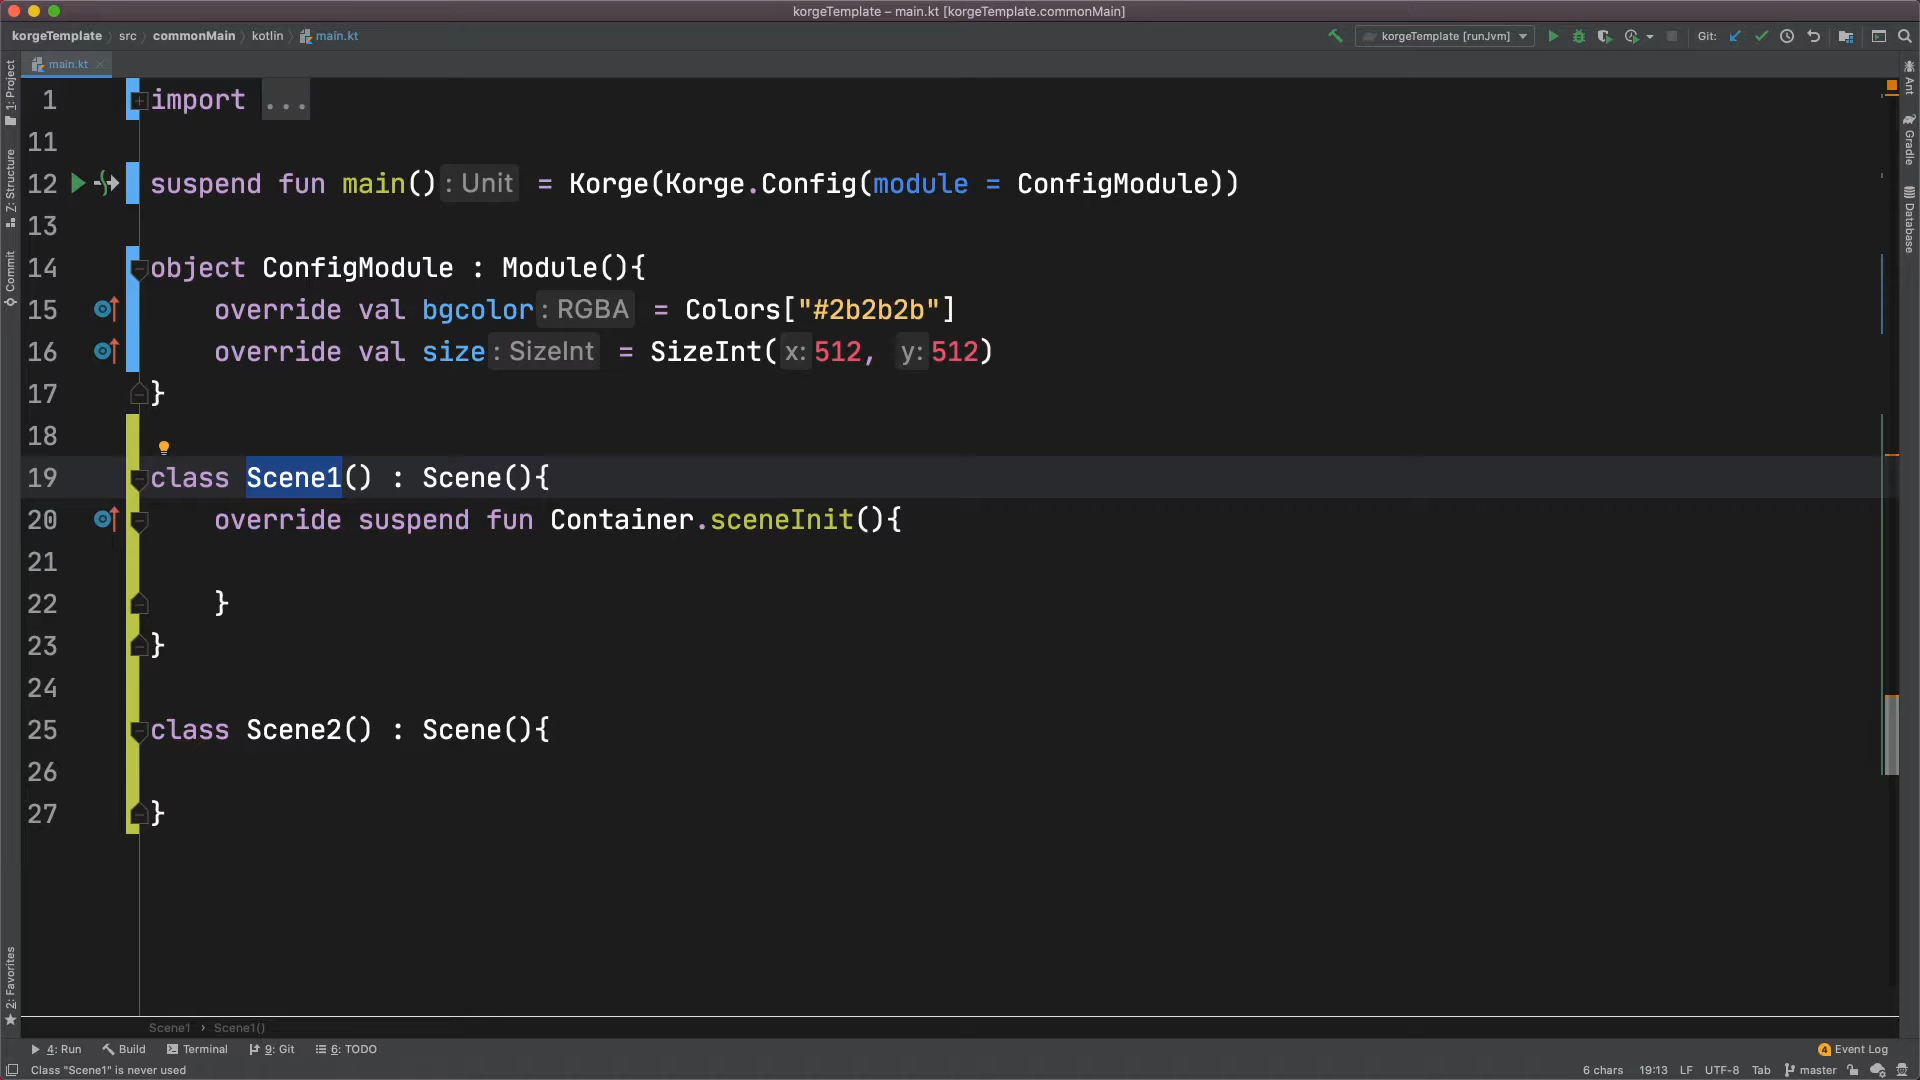 korgeTemplate – main.kt [korgeTemplate.commonMain]
korgeTemplate › src › commonMain › kotlin › main.kt
korgeTemplate [runJvm]
Git:
main.kt
1: Project
Z: Structure
Commit
2: Favorites
Ant
Gradle
Database
1 import ...
11
12 suspend fun main(): Unit = Korge(Korge.Config(module = ConfigModule))
13
14 object ConfigModule : Module(){
15 override val bgcolor: RGBA = Colors["#2b2b2b"]
16 override val size: SizeInt = SizeInt(x: 512, y: 512)
17 }
18
19 class Scene1() : Scene(){
20 override suspend fun Container.sceneInit(){
21
22 }
23 }
24
25 class Scene2() : Scene(){
26
27 }
Scene1 › Scene1()
4: Run Build Terminal 9: Git 6: TODO
4 Event Log
Class "Scene1" is never used
6 chars 19:13 LF UTF-8 Tab master